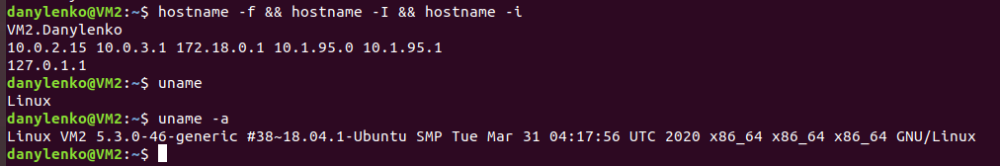 danylenko@VM2:~$ hostname -f && hostname -I && hostname -i
VM2.Danylenko
10.0.2.15 10.0.3.1 172.18.0.1 10.1.95.0 10.1.95.1
127.0.1.1
danylenko@VM2:~$ uname
Linux
danylenko@VM2:~$ uname -a
Linux VM2 5.3.0-46-generic #38~18.04.1-Ubuntu SMP Tue Mar 31 04:17:56 UTC 2020 x86_64 x86_64 x86_64 GNU/Linux
danylenko@VM2:~$